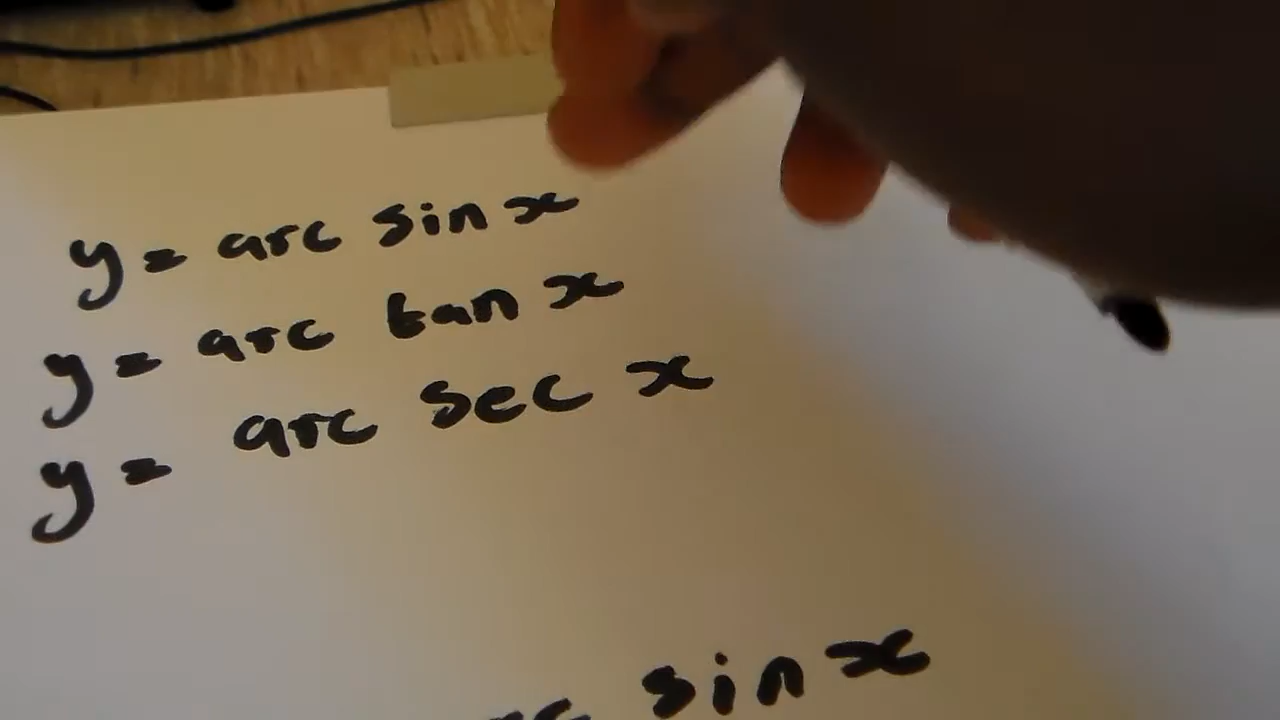 y = arc sin x
y = arc tan x
y = arc sec x
sin x